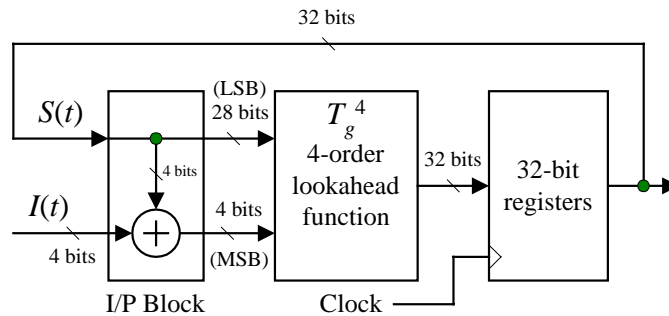 32 bits
S(t)
(LSB)
28 bits
4 bits
I(t)
4 bits
4 bits
(MSB)
I/P Block
T_g^4
4-order
lookahead
function
32 bits
32-bit
registers
Clock